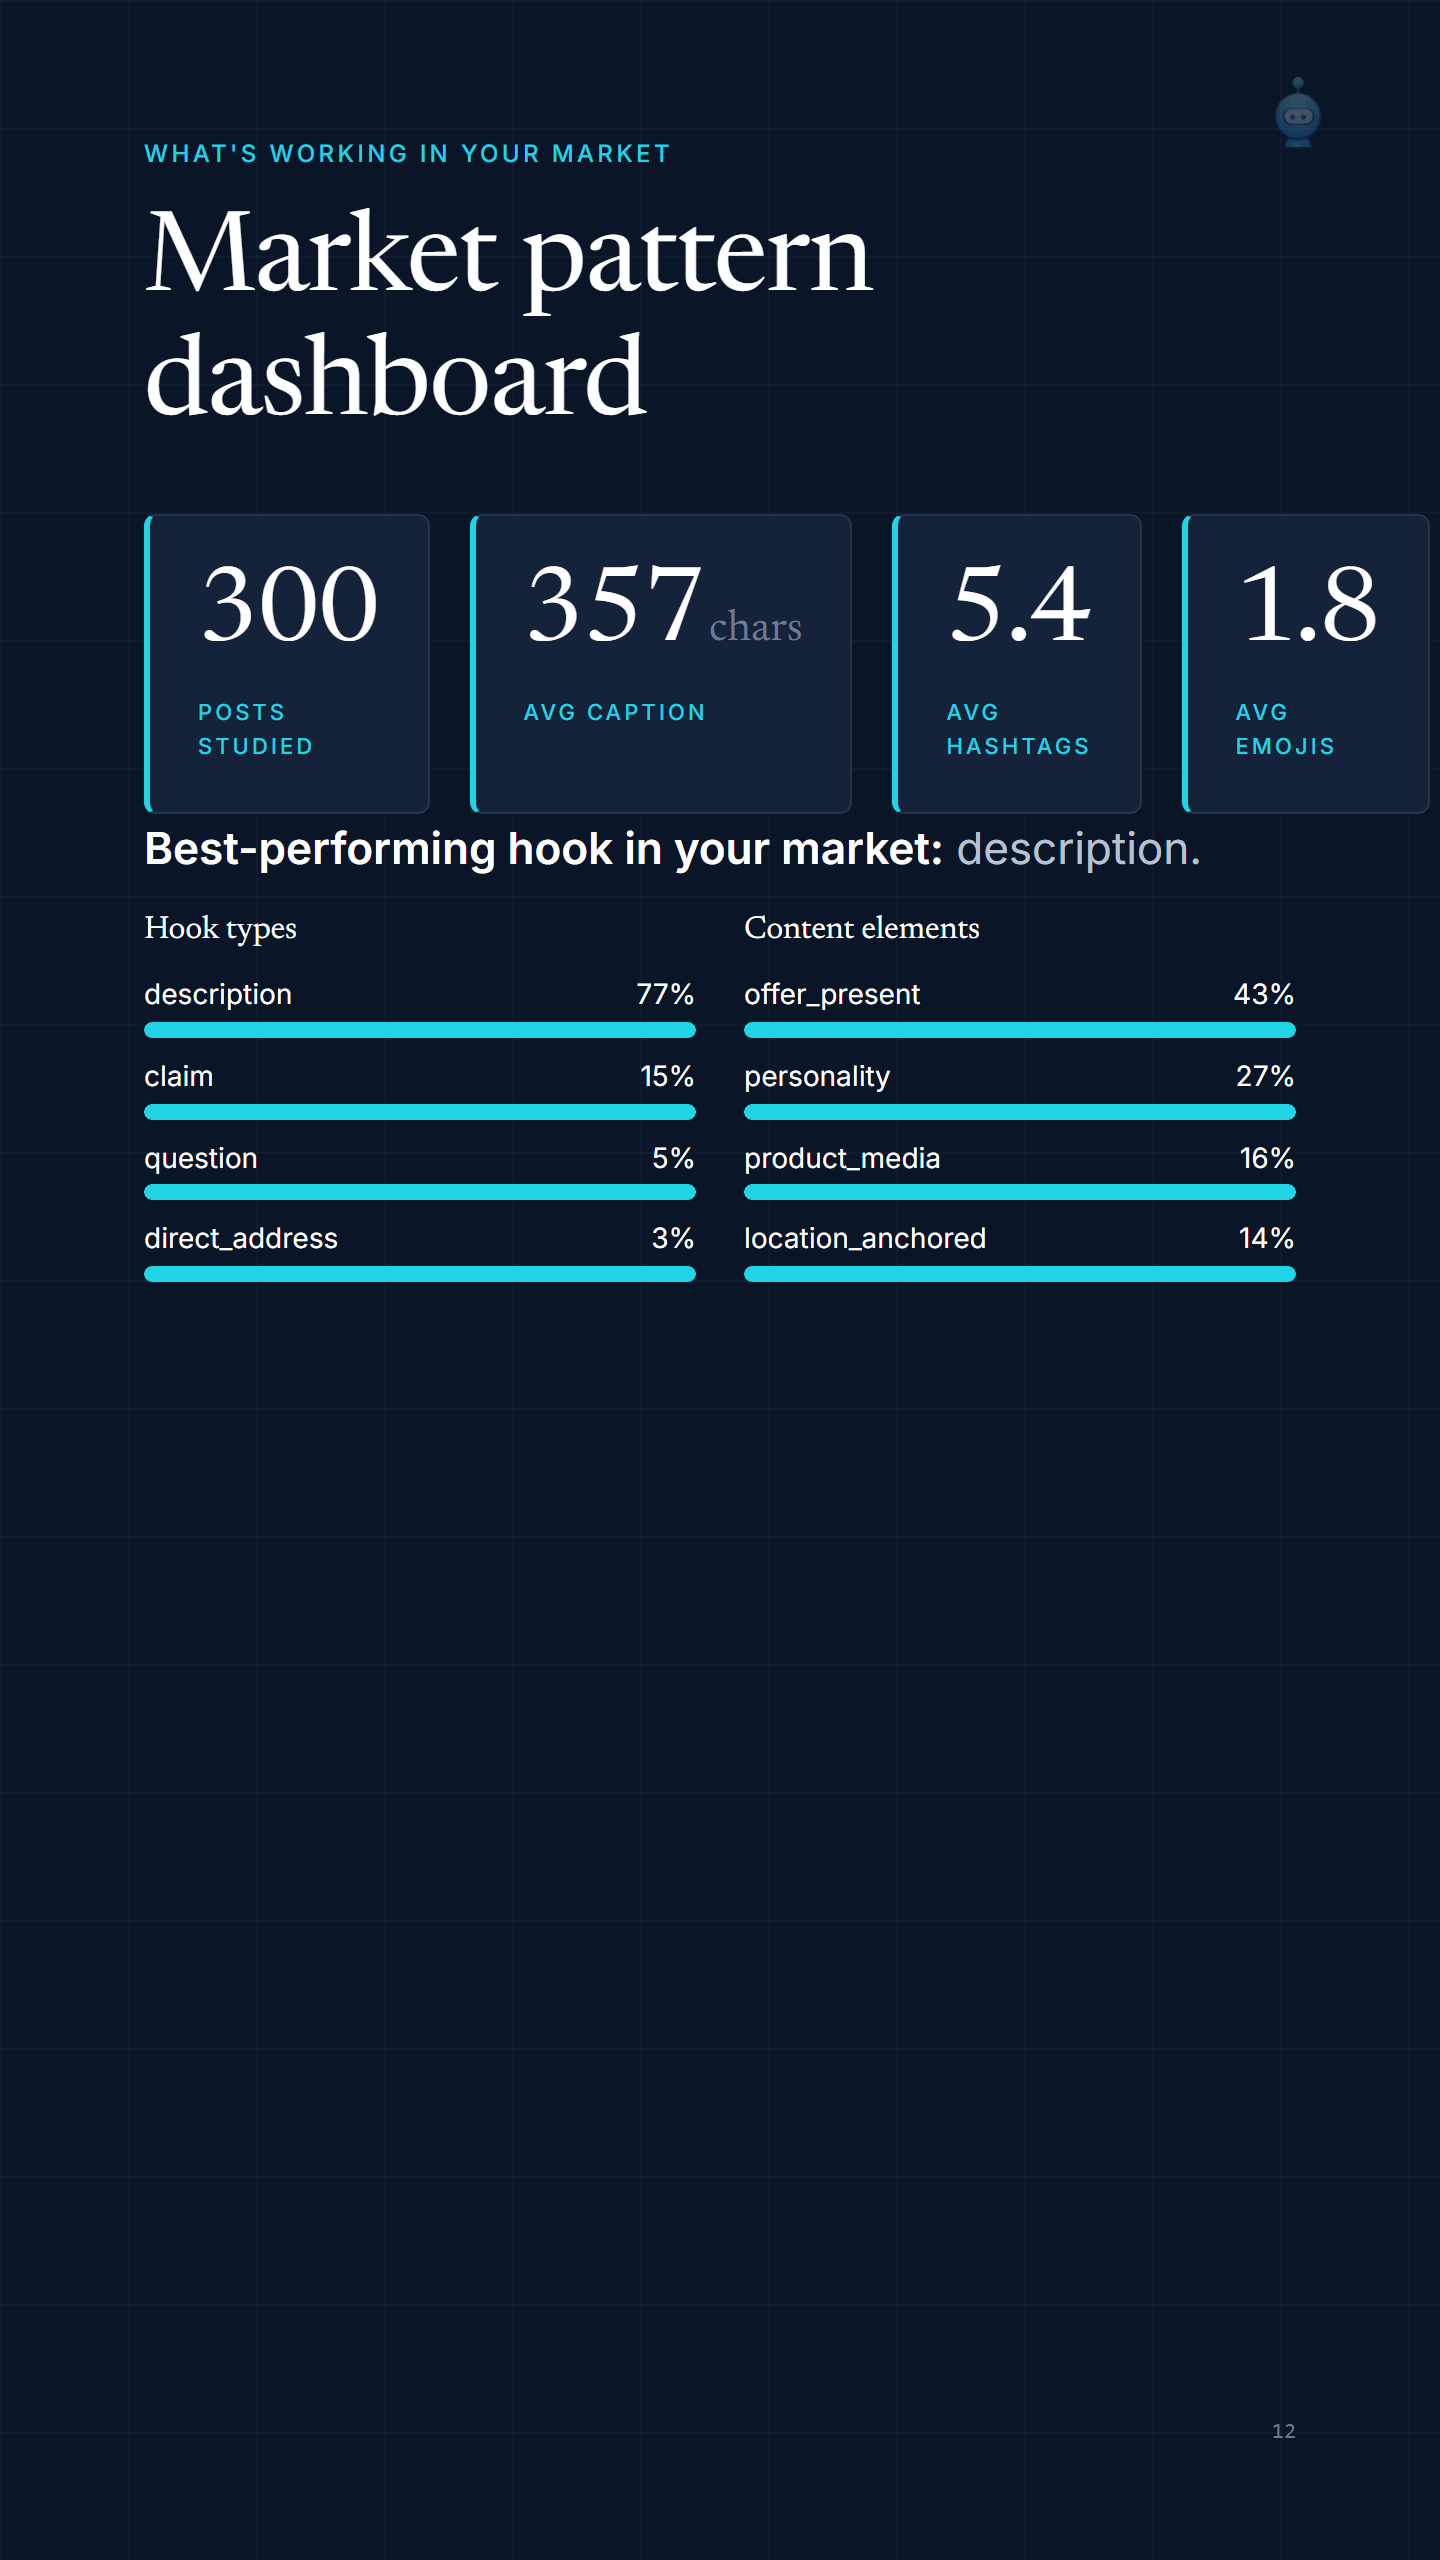 WHAT'S WORKING IN YOUR MARKET
Market pattern
dashboard
300
POSTS
STUDIED
357 chars
AVG CAPTION
5.4
AVG
HASHTAGS
1.8
AVG
EMOJIS
Best-performing hook in your market: description.
Hook types
description 77%
claim 15%
question 5%
direct_address 3%
Content elements
offer_present 43%
personality 27%
product_media 16%
location_anchored 14%
12